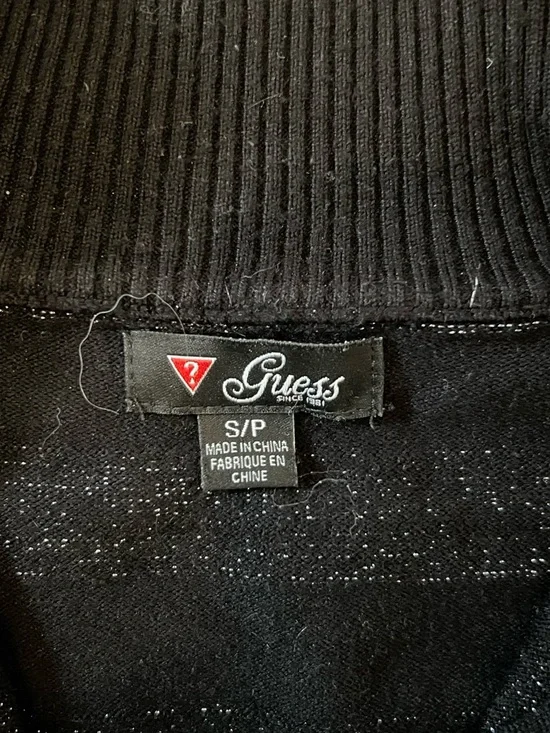 ?
Guess
SINCE 1981
S/P
MADE IN CHINA
FABRIQUE EN
CHINE